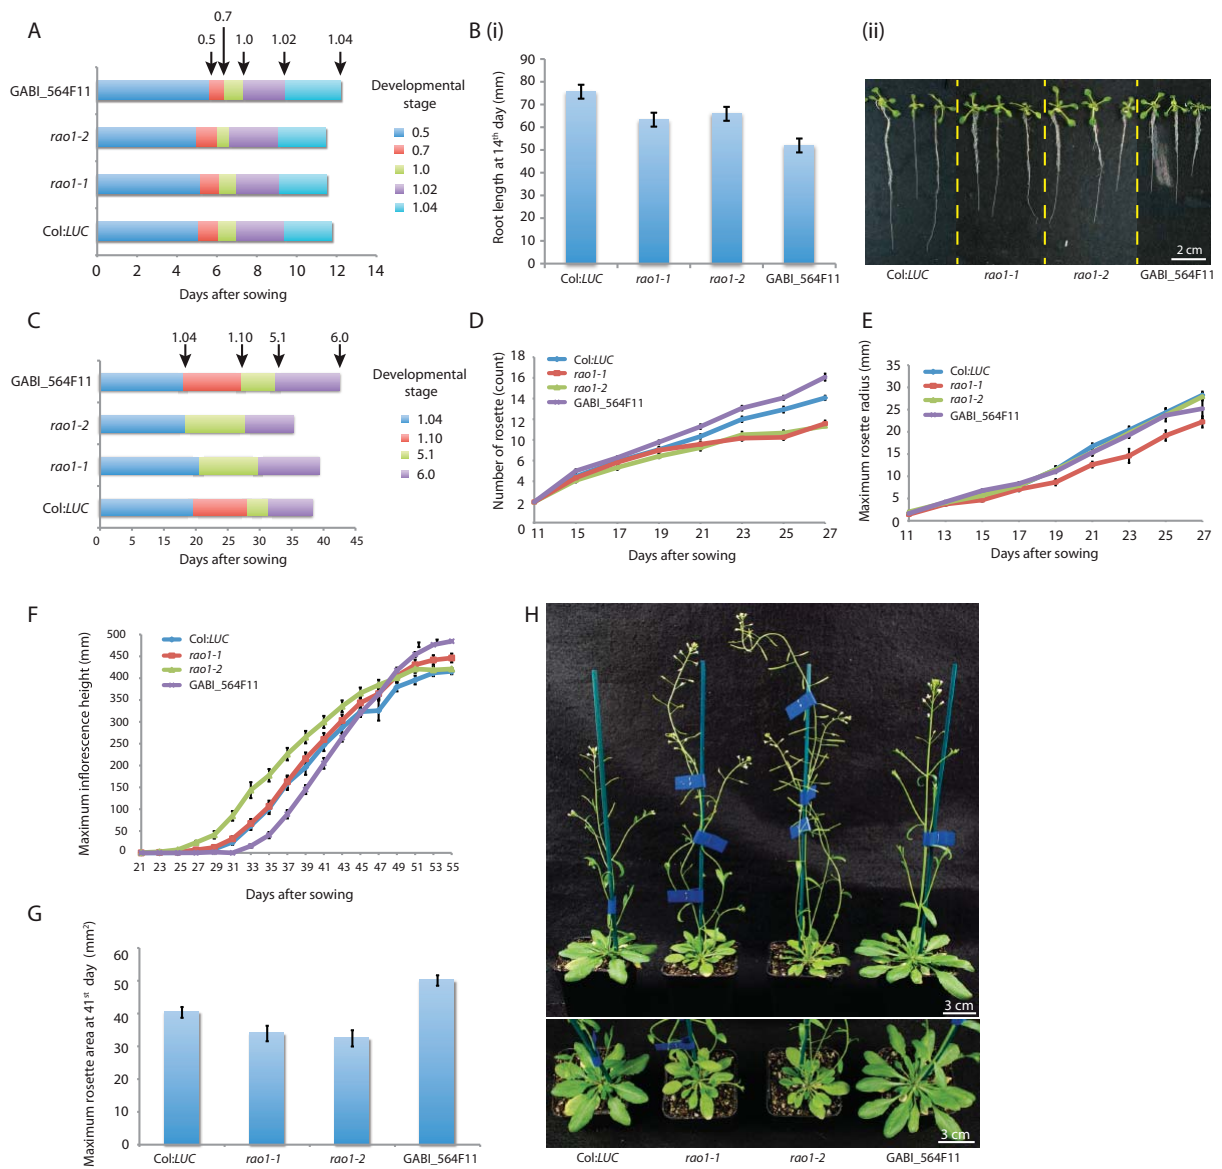 A
0.7
0.5
1.0
1.02
1.04
GABI_564F11
rao1-2
rao1-1
Col:LUC
0 2 4 6 8 10 12 14
Days after sowing
Developmental
stage
0.5
0.7
1.0
1.02
1.04
B (i)
Root length at 14th day (mm)
90
80
70
60
50
40
30
20
10
0
Col:LUC rao1-1 rao1-2 GABI_564F11
(ii)
2 cm
Col:LUC rao1-1 rao1-2 GABI_564F11
C
1.04 1.10 5.1 6.0
GABI_564F11
rao1-2
rao1-1
Col:LUC
0 5 10 15 20 25 30 35 40 45
Days after sowing
Developmental
stage
1.04
1.10
5.1
6.0
D
Number of rosette (count)
18
16
14
12
10
8
6
4
2
0
Col:LUC
rao1-1
rao1-2
GABI_564F11
11 15 17 19 21 23 25 27
Days after sowing
E
Maximum rosette radius (mm)
35
30
25
20
15
10
5
0
Col:LUC
rao1-1
rao1-2
GABI_564F11
11 13 15 17 19 21 23 25 27
Days after sowing
F
Maximum inflorescence height (mm)
500
450
400
350
300
250
200
150
100
50
0
Col:LUC
rao1-1
rao1-2
GABI_564F11
21 23 25 27 29 31 33 35 37 39 41 43 45 47 49 51 53 55
Days after sowing
G
Maximum rosette area at 41st day (mm²)
60
50
40
30
20
10
0
Col:LUC rao1-1 rao1-2 GABI_564F11
H
3 cm
3 cm
Col:LUC rao1-1 rao1-2 GABI_564F11